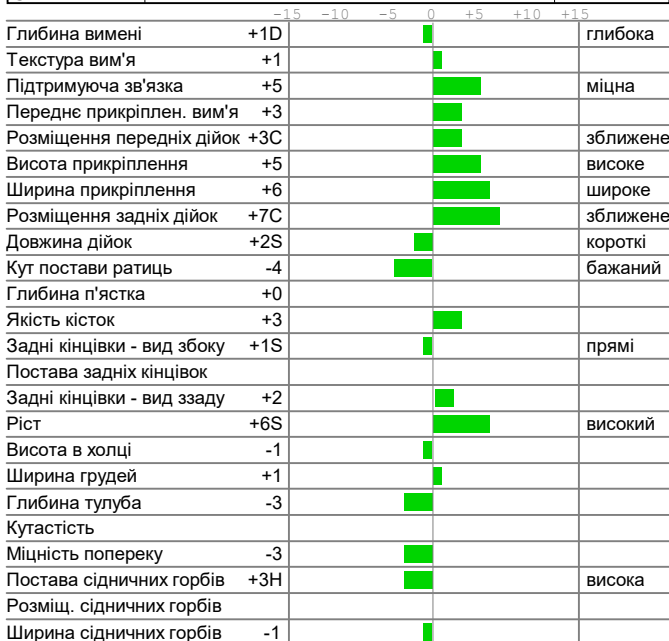 -15 -10 -5 0 +5 +10 +15
Глибина вимені +1D глибока
Текстура вим'я +1
Підтримуюча зв'язка +5 міцна
Переднє прикріплен. вим'я +3
Розміщення передніх дійок +3C зближене
Висота прикріплення +5 високе
Ширина прикріплення +6 широке
Розміщення задніх дійок +7C зближене
Довжина дійок +2S короткі
Кут постави ратиць -4 бажаний
Глибина п'ястка +0
Якість кісток +3
Задні кінцівки - вид збоку +1S прямі
Постава задніх кінцівок
Задні кінцівки - вид ззаду +2
Ріст +6S високий
Висота в холці -1
Ширина грудей +1
Глибина тулуба -3
Кутастість
Міцність попереку -3
Постава сідничних горбів +3H висока
Розміщ. сідничних горбів
Ширина сідничних горбів -1